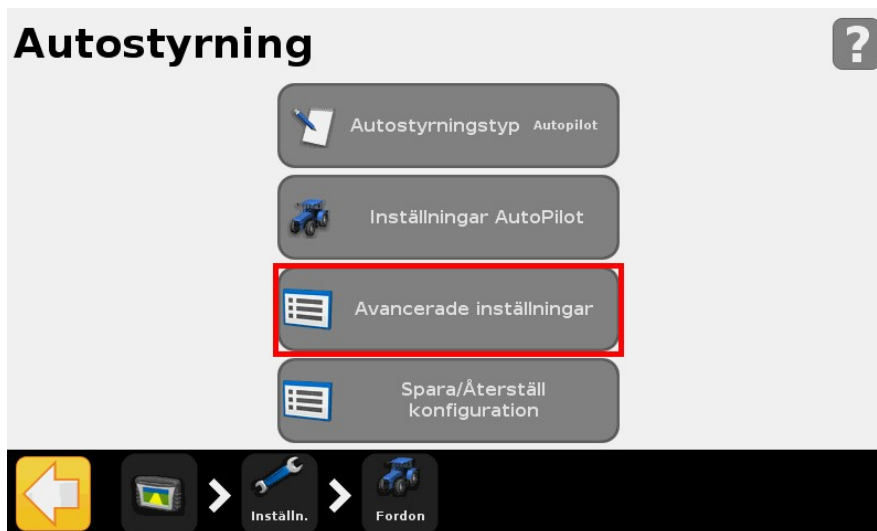 Autostyrning
?
Autostyrningstyp Autopilot
Inställningar AutoPilot
Avancerade inställningar
Spara/Återställ
konfiguration
Inställn.
Fordon